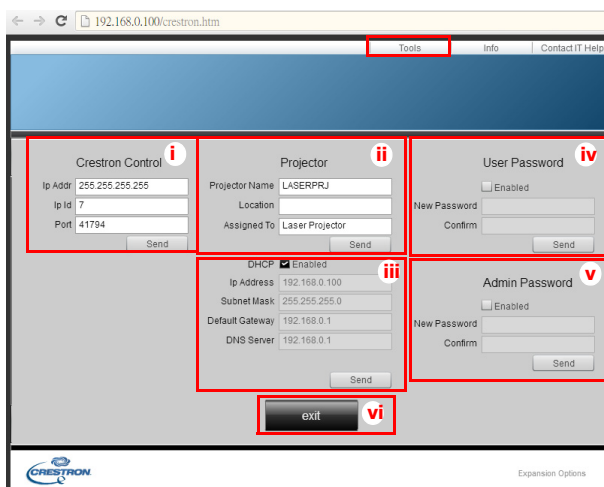 192.168.0.100/crestron.htm
Tools
Info
Contact IT Help
i
Crestron Control
Ip Addr 255.255.255.255
Ip Id 7
Port 41794
Send
ii
Projector
Projector Name LASERPRJ
Location
Assigned To Laser Projector
Send
iii
DHCP Enabled
Ip Address 192.168.0.100
Subnet Mask 255.255.255.0
Default Gateway 192.168.0.1
DNS Server 192.168.0.1
Send
iv
User Password
Enabled
New Password
Confirm
Send
v
Admin Password
Enabled
New Password
Confirm
Send
exit
vi
CRESTRON
Expansion Options